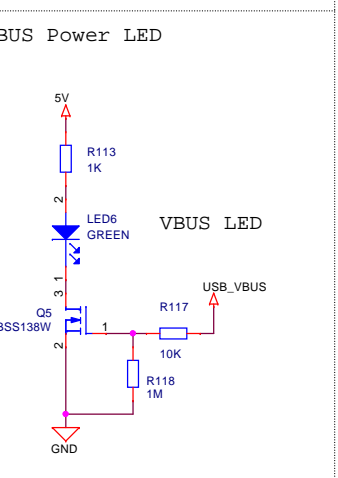 BUS Power LED
5V
R113
1K
2
LED6
GREEN
VBUS LED
1
3
USB_VBUS
R117
Q5
BSS138W
1
10K
2
R118
1M
GND